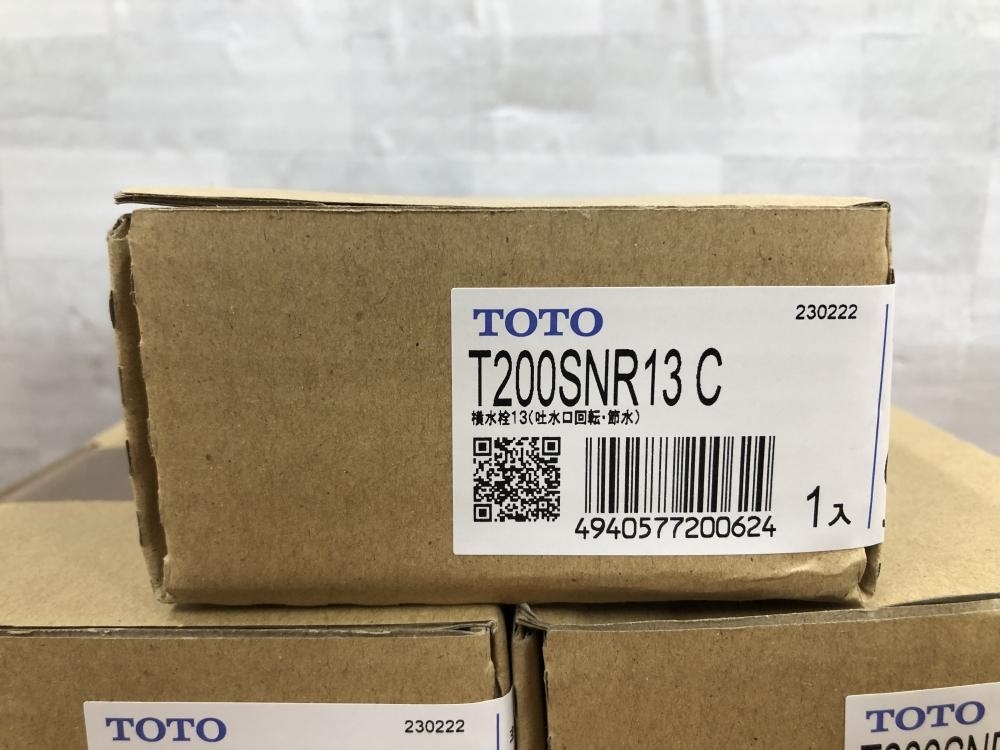 TOTO 230222
T200SNR13 C
横水栓13(吐水口回転・節水)
4940577200624
1入
TOTO 230222
TOTO